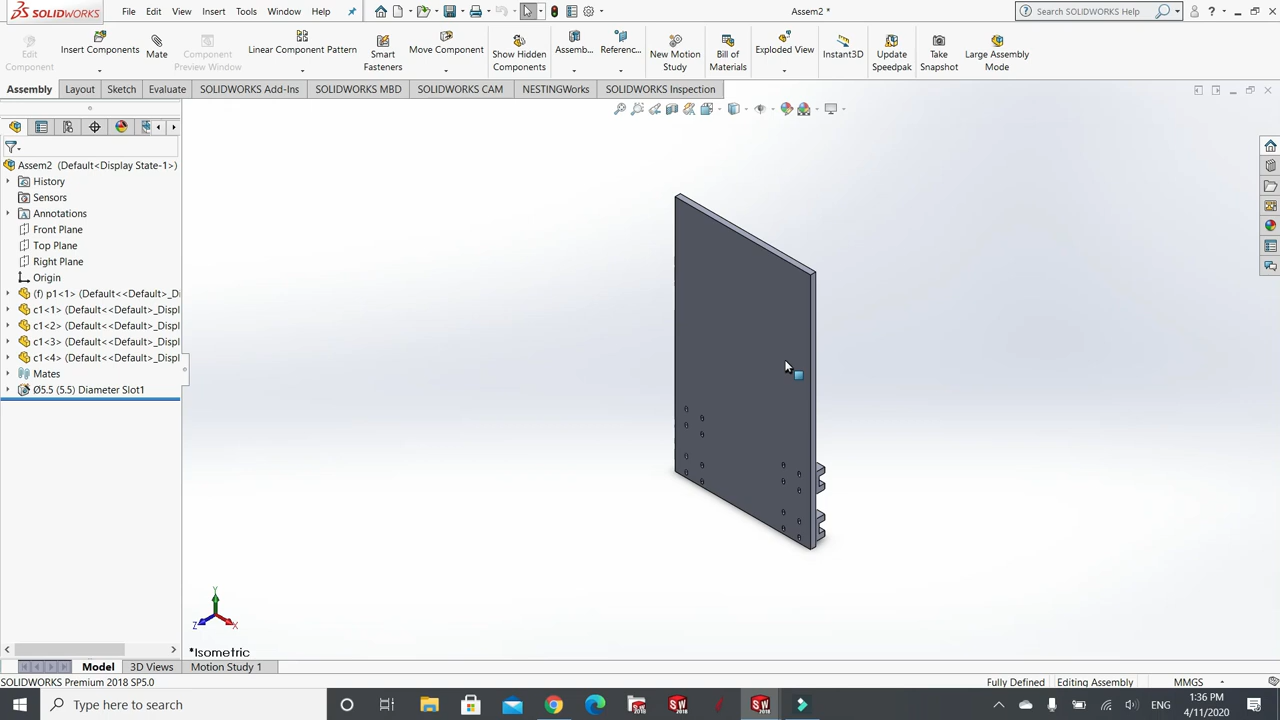 SOLIDWORKS File Edit View Insert Tools Window Help Assem2 * Search SOLIDWORKS Help ?
Edit Component
Insert Components
Mate
Component Preview Window
Linear Component Pattern
Smart Fasteners
Move Component
Show Hidden Components
Assemb...
Referenc...
New Motion Study
Bill of Materials
Exploded View
Instant3D
Update Speedpak
Take Snapshot
Large Assembly Mode
Assembly Layout Sketch Evaluate SOLIDWORKS Add-Ins SOLIDWORKS MBD SOLIDWORKS CAM NESTINGWorks SOLIDWORKS Inspection
Assem2 (Default<Display State-1>)
History
Sensors
Annotations
Front Plane
Top Plane
Right Plane
Origin
(f) p1<1> (Default<<Default>_Di
c1<1> (Default<<Default>_Displ
c1<2> (Default<<Default>_Displ
c1<3> (Default<<Default>_Displ
c1<4> (Default<<Default>_Displ
Mates
Ø5.5 (5.5) Diameter Slot1
Y
Z
X
*Isometric
Model 3D Views Motion Study 1
SOLIDWORKS Premium 2018 SP5.0 Fully Defined Editing Assembly MMGS
Type here to search ENG 1:36 PM
4/11/2020